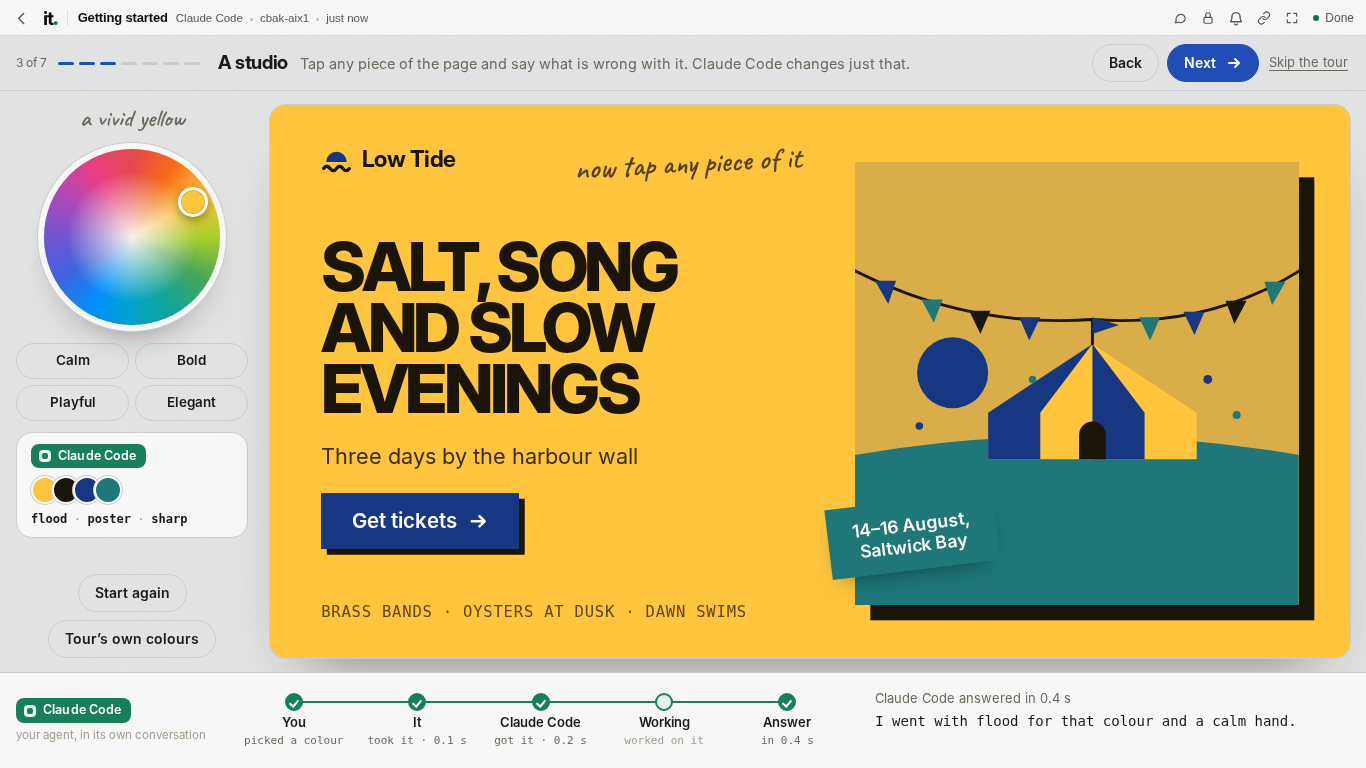 it.
Getting started Claude Code • cbak-aix1 • just now
Done
3 of 7
A studio Tap any piece of the page and say what is wrong with it. Claude Code changes just that.
Back
Next
Skip the tour
a vivid yellow
Calm
Bold
Playful
Elegant
Claude Code
flood · poster · sharp
Start again
Tour’s own colours
Low Tide
now tap any piece of it
SALT, SONG
AND SLOW
EVENINGS
Three days by the harbour wall
Get tickets
14–16 August,
Saltwick Bay
BRASS BANDS · OYSTERS AT DUSK · DAWN SWIMS
Claude Code
your agent, in its own conversation
You
picked a colour
It
took it · 0.1 s
Claude Code
got it · 0.2 s
Working
worked on it
Answer
in 0.4 s
Claude Code answered in 0.4 s
I went with flood for that colour and a calm hand.